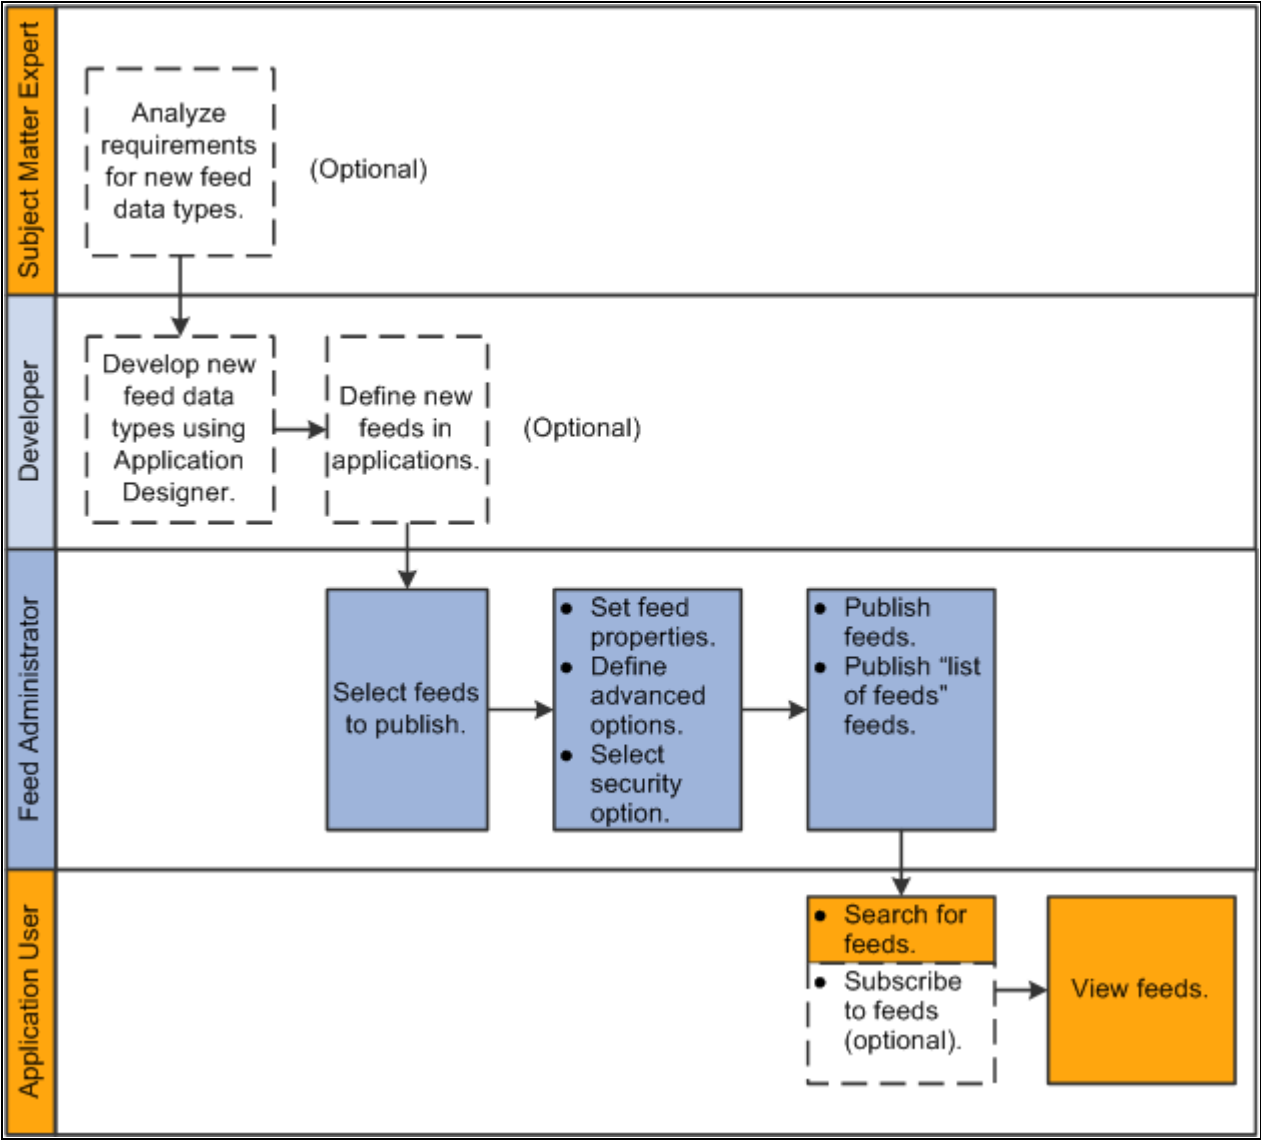 Subject Matter Expert
Analyze
requirements
for new feed
data types.
(Optional)
Developer
Develop new
feed data
types using
Application
Designer.
Define new
feeds in
applications.
(Optional)
Feed Administrator
Select feeds
to publish.
● Set feed
properties.
● Define
advanced
options.
● Select
security
option.
● Publish
feeds.
● Publish “list
of feeds”
feeds.
Application User
● Search for
feeds.
● Subscribe
to feeds
(optional).
View feeds.